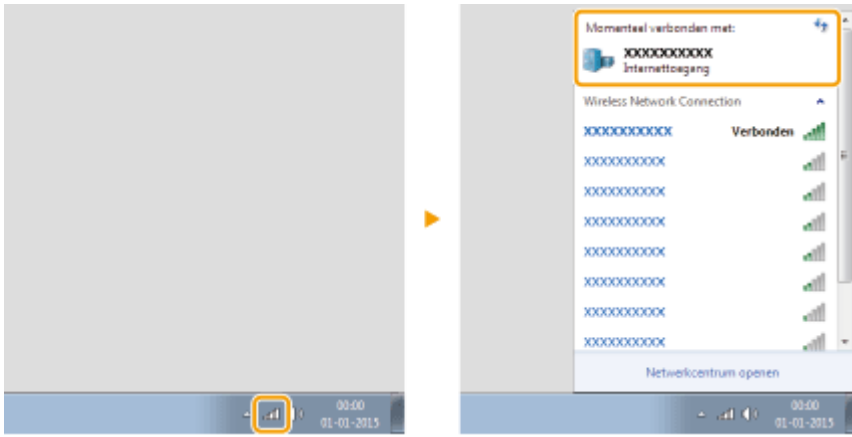 00:00
01-01-2015
Momenteel verbonden met:
XXXXXXXXXX
Internettoegang
Wireless Network Connection
XXXXXXXXXX Verbonden
XXXXXXXXXX
XXXXXXXXXX
XXXXXXXXXX
XXXXXXXXXX
XXXXXXXXXX
XXXXXXXXXX
XXXXXXXXXX
Netwerkcentrum openen
00:00
01-01-2015